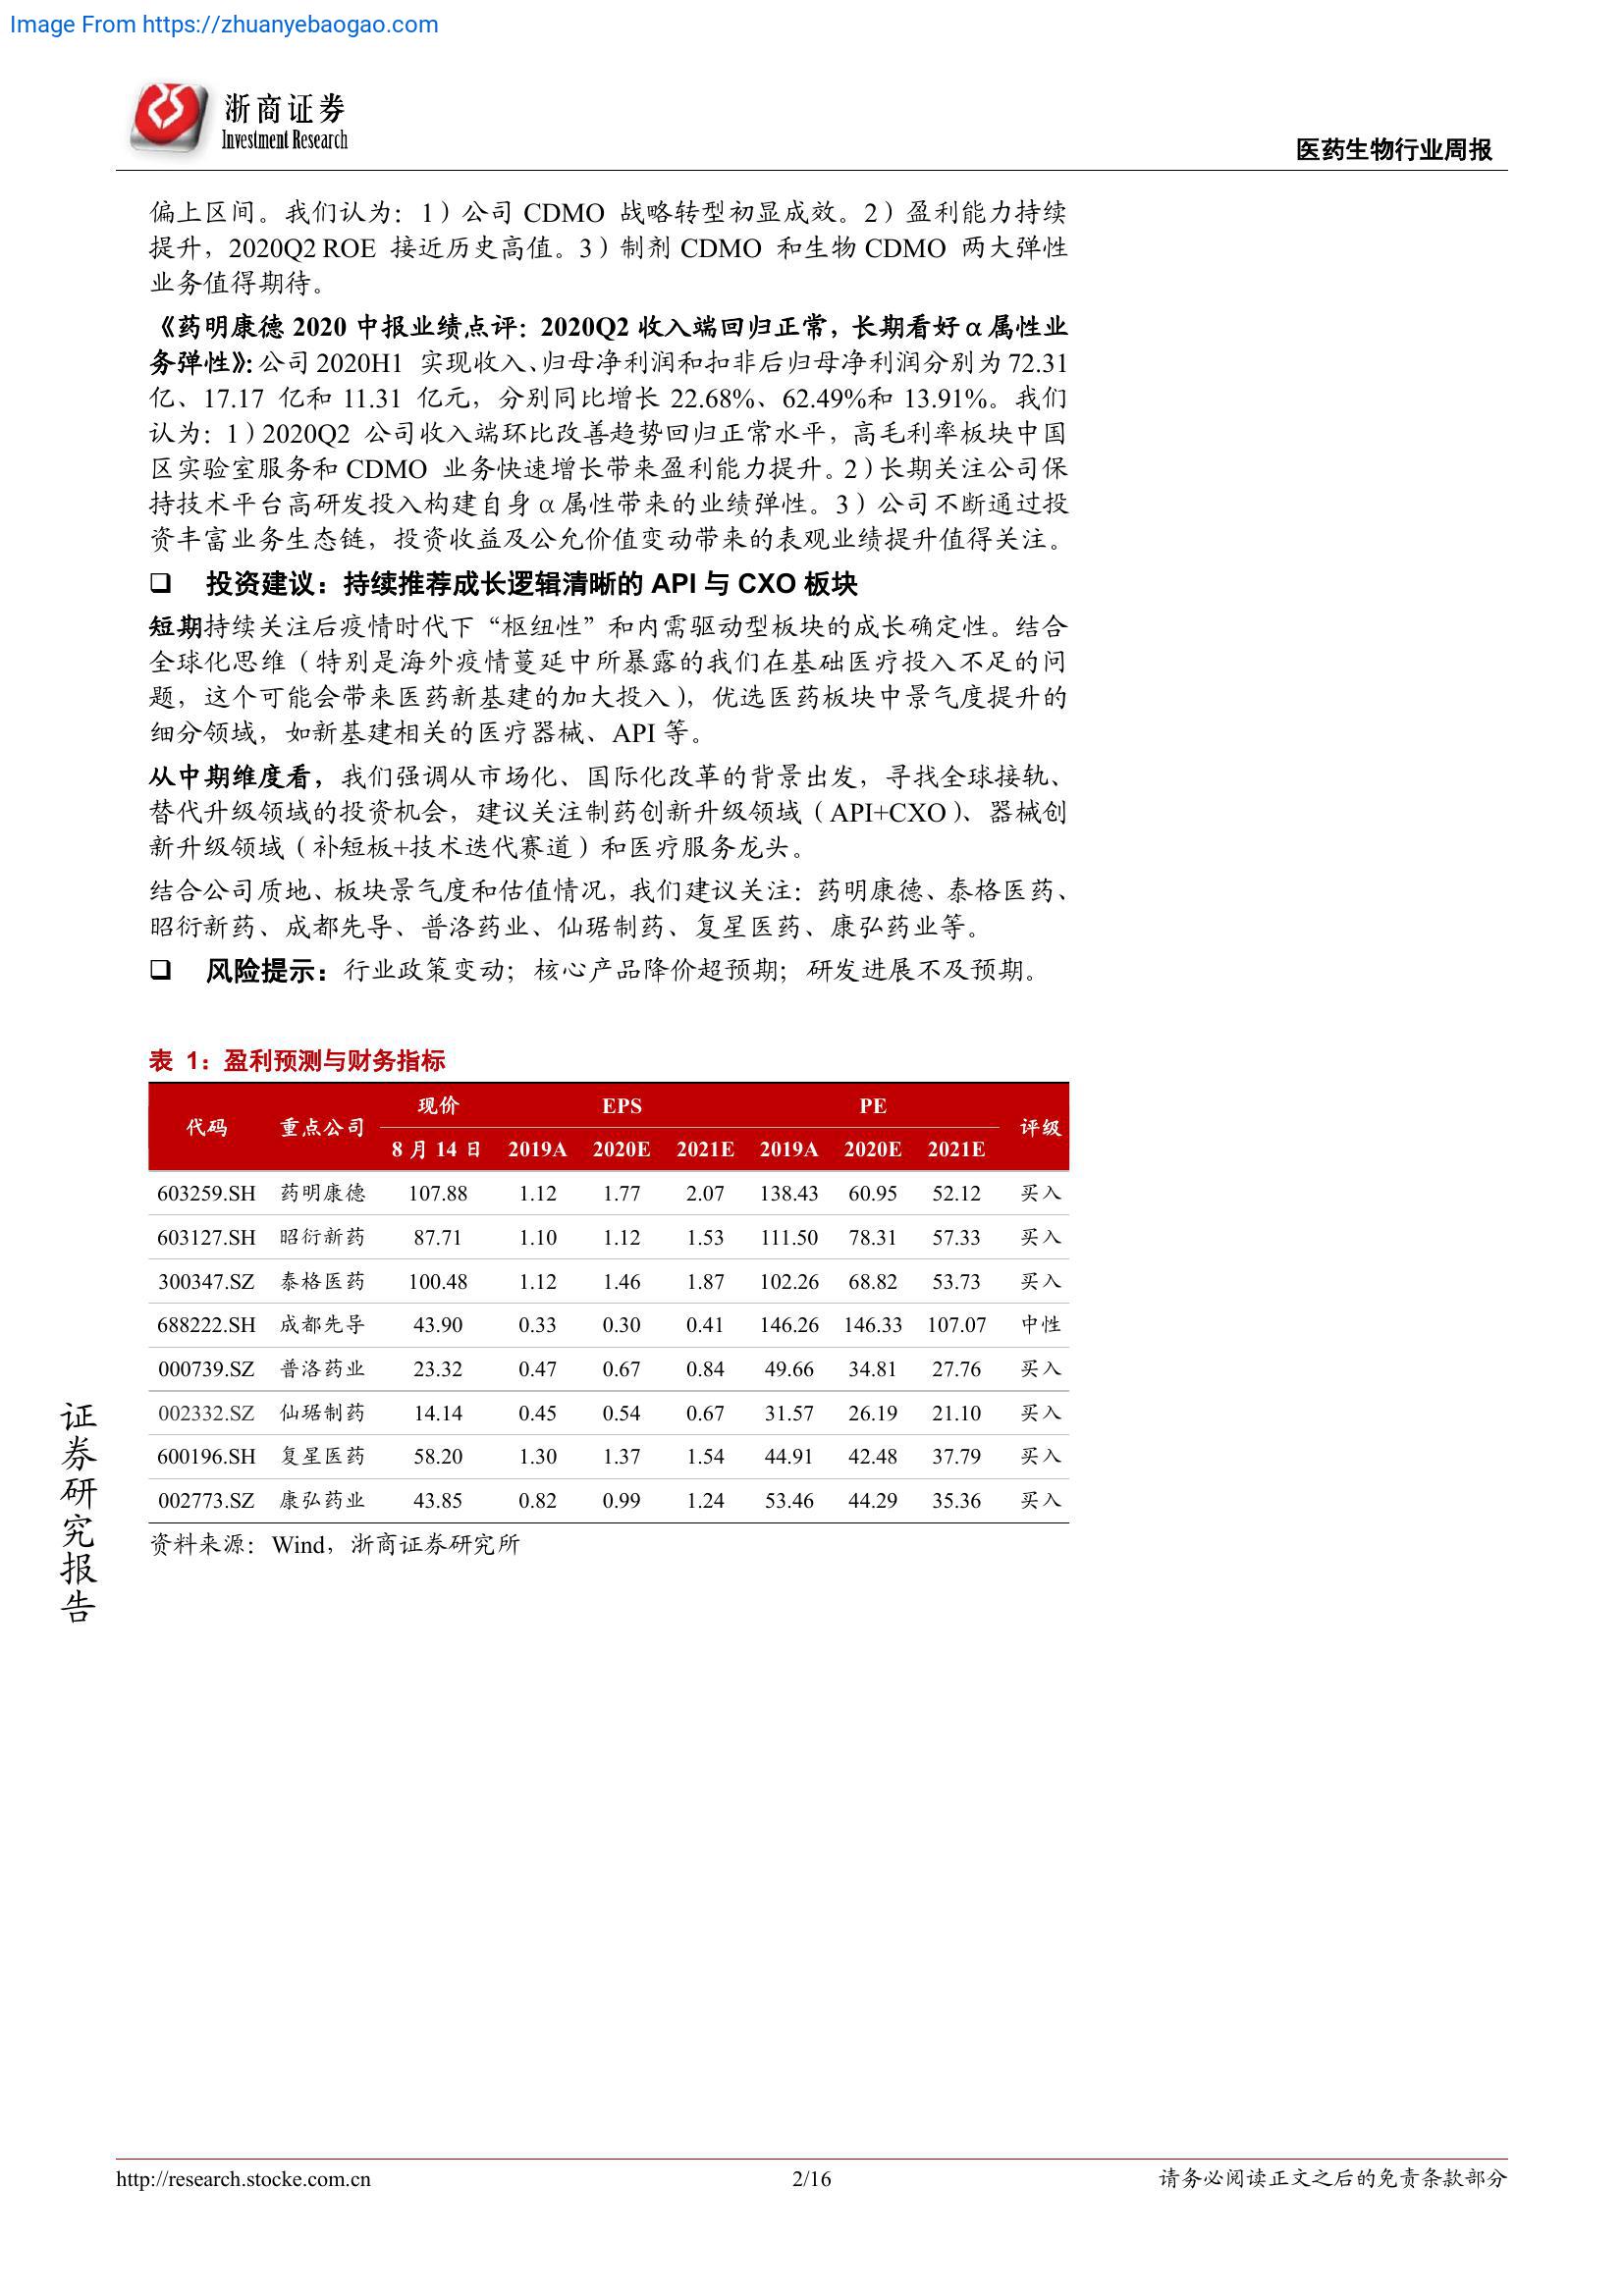 Image From https://zhuanyebaogao.com
浙商证券
Investment Research
医药生物行业周报
偏上区间。我们认为：1）公司 CDMO 战略转型初显成效。2）盈利能力持续
提升，2020Q2 ROE 接近历史高值。3）制剂 CDMO 和生物 CDMO 两大弹性
业务值得期待。
《药明康德 2020 中报业绩点评：2020Q2 收入端回归正常，长期看好 α 属性业
务弹性》：公司 2020H1 实现收入、归母净利润和扣非后归母净利润分别为 72.31
亿、17.17 亿和 11.31 亿元，分别同比增长 22.68%、62.49%和 13.91%。我们
认为：1）2020Q2 公司收入端环比改善趋势回归正常水平，高毛利率板块中国
区实验室服务和 CDMO 业务快速增长带来盈利能力提升。2）长期关注公司保
持技术平台高研发投入构建自身 α 属性带来的业绩弹性。3）公司不断通过投
资丰富业务生态链，投资收益及公允价值变动带来的表观业绩提升值得关注。
❑ 投资建议：持续推荐成长逻辑清晰的 API 与 CXO 板块
短期持续关注后疫情时代下“枢纽性”和内需驱动型板块的成长确定性。结合
全球化思维（特别是海外疫情蔓延中所暴露的我们在基础医疗投入不足的问
题，这个可能会带来医药新基建的加大投入），优选医药板块中景气度提升的
细分领域，如新基建相关的医疗器械、API 等。
从中期维度看，我们强调从市场化、国际化改革的背景出发，寻找全球接轨、
替代升级领域的投资机会，建议关注制药创新升级领域（API+CXO）、器械创
新升级领域（补短板+技术迭代赛道）和医疗服务龙头。
结合公司质地、板块景气度和估值情况，我们建议关注：药明康德、泰格医药、
昭衍新药、成都先导、普洛药业、仙琚制药、复星医药、康弘药业等。
❑ 风险提示：行业政策变动；核心产品降价超预期；研发进展不及预期。
表 1：盈利预测与财务指标
代码 重点公司 现价 EPS PE 评级
8 月 14 日 2019A 2020E 2021E 2019A 2020E 2021E
603259.SH 药明康德 107.88 1.12 1.77 2.07 138.43 60.95 52.12 买入
603127.SH 昭衍新药 87.71 1.10 1.12 1.53 111.50 78.31 57.33 买入
300347.SZ 泰格医药 100.48 1.12 1.46 1.87 102.26 68.82 53.73 买入
688222.SH 成都先导 43.90 0.33 0.30 0.41 146.26 146.33 107.07 中性
000739.SZ 普洛药业 23.32 0.47 0.67 0.84 49.66 34.81 27.76 买入
002332.SZ 仙琚制药 14.14 0.45 0.54 0.67 31.57 26.19 21.10 买入
600196.SH 复星医药 58.20 1.30 1.37 1.54 44.91 42.48 37.79 买入
002773.SZ 康弘药业 43.85 0.82 0.99 1.24 53.46 44.29 35.36 买入
资料来源：Wind，浙商证券研究所
证券研究报告
http://research.stocke.com.cn
2/16
请务必阅读正文之后的免责条款部分